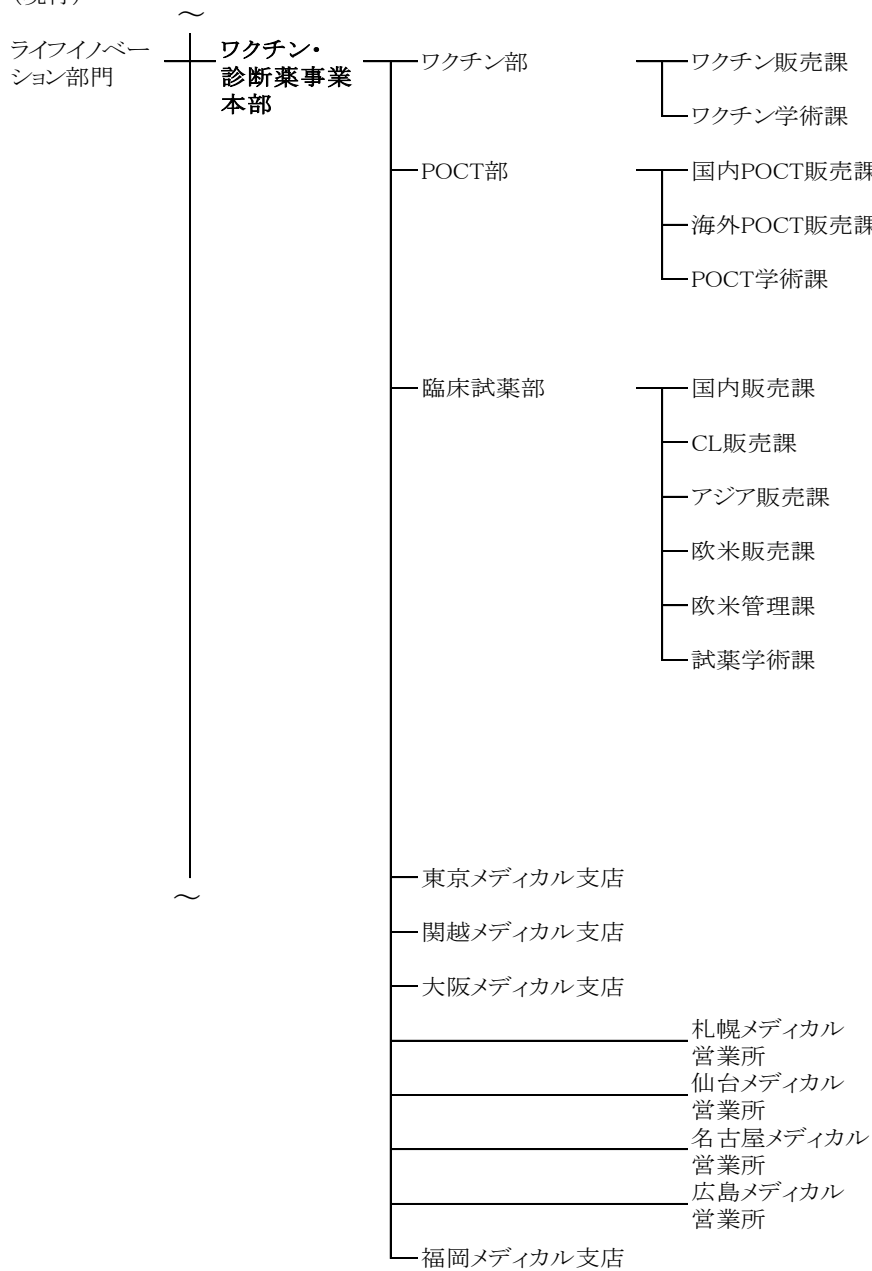 ～
ライフイノベー
ション部門
ワクチン・
診断薬事業
本部
ワクチン部
ワクチン販売課
ワクチン学術課
POCT部
国内POCT販売課
海外POCT販売課
POCT学術課
臨床試薬部
国内販売課
CL販売課
アジア販売課
欧米販売課
欧米管理課
試薬学術課
～
東京メディカル支店
関越メディカル支店
大阪メディカル支店
札幌メディカル
営業所
仙台メディカル
営業所
名古屋メディカル
営業所
広島メディカル
営業所
福岡メディカル支店